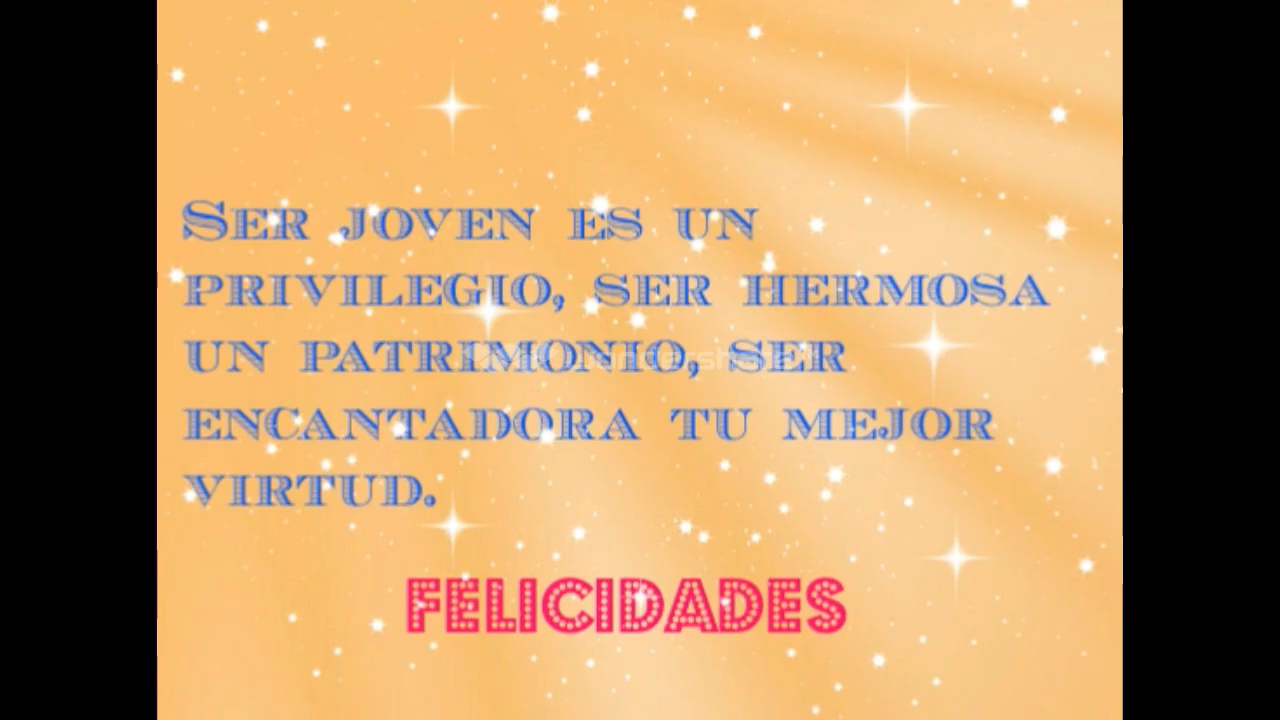 Ser joven es un
privilegio, ser hermosa
un patrimonio, ser
encantadora tu mejor
virtud.
FELICIDADES